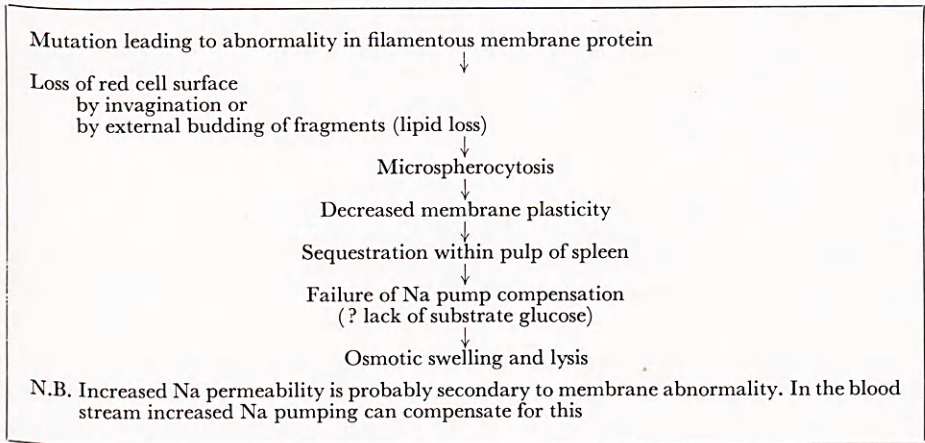 Mutation leading to abnormality in filamentous membrane protein
↓
Loss of red cell surface
by invagination or
by external budding of fragments (lipid loss)
↓
Microspherocytosis
↓
Decreased membrane plasticity
↓
Sequestration within pulp of spleen
↓
Failure of Na pump compensation
(? lack of substrate glucose)
↓
Osmotic swelling and lysis
N.B. Increased Na permeability is probably secondary to membrane abnormality. In the blood
stream increased Na pumping can compensate for this